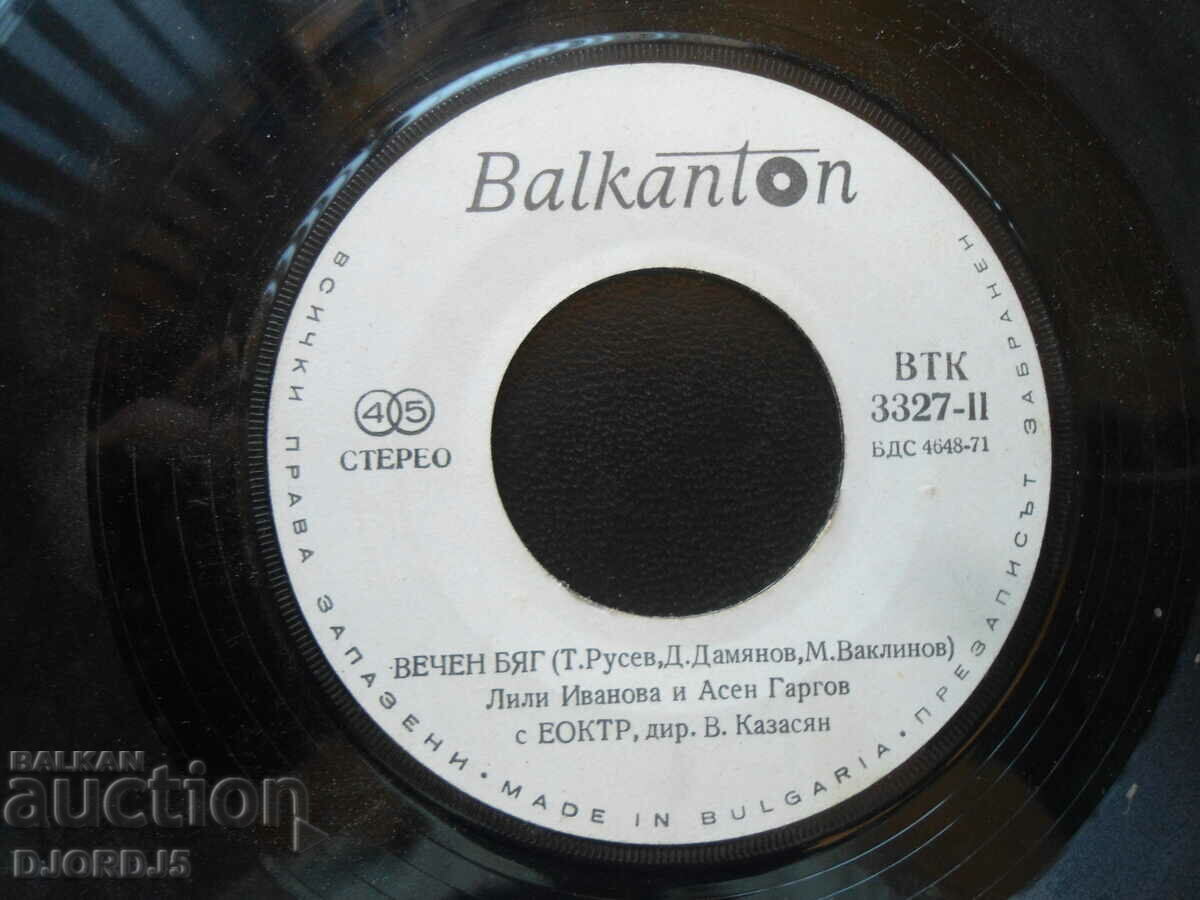 Balkanton
ВСИЧКИ ПРАВА ЗАПАЗЕНИ · MADE IN BULGARIA · ПРЕЗАПИСЪТ ЗАБРАНЕН
45
СТЕРЕО
ВТК
3327-II
БДС 4648-71
ВЕЧЕН БЯГ (Т. Русев, Д. Дамянов, М. Ваклинов)
Лили Иванова и Асен Гаргов
с ЕОКТР, дир. В. Казасян
BALKAN
auction
DJORDJ5